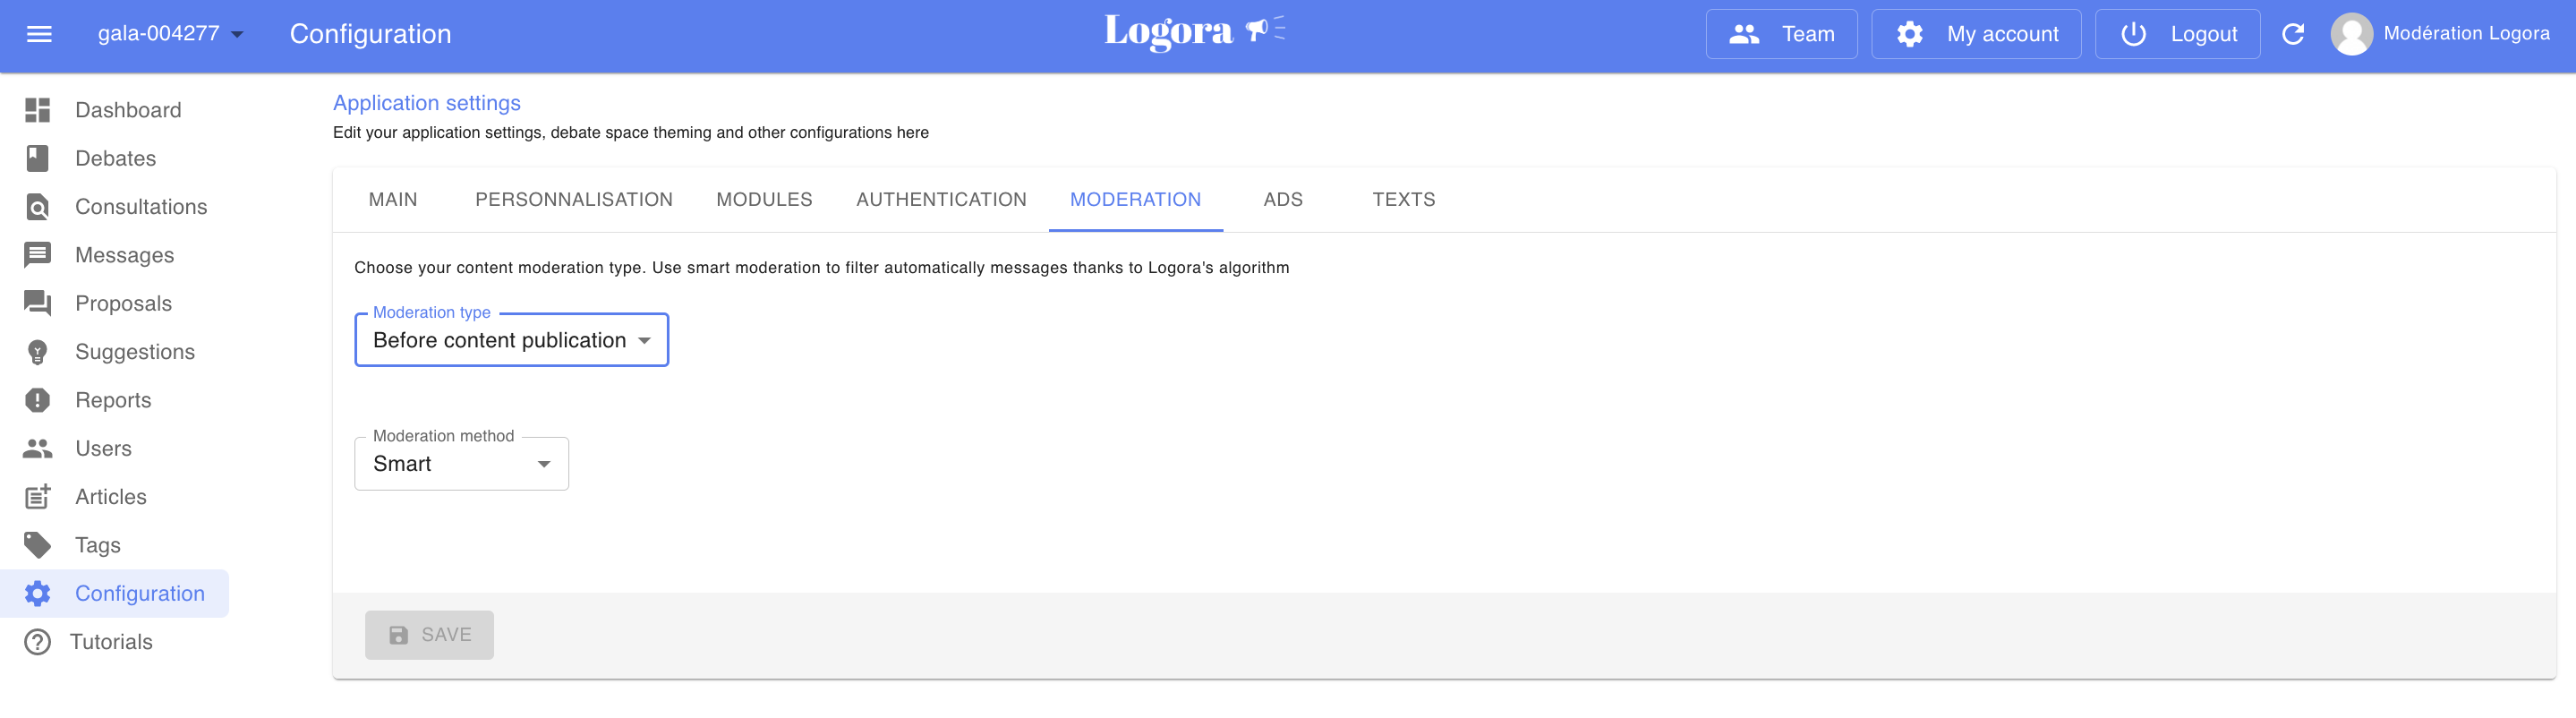 gala-004277
Configuration
Logora
Team
My account
Logout
Modération Logora
Dashboard
Debates
Consultations
Messages
Proposals
Suggestions
Reports
Users
Articles
Tags
Configuration
Tutorials
Application settings
Edit your application settings, debate space theming and other configurations here
MAIN
PERSONNALISATION
MODULES
AUTHENTICATION
MODERATION
ADS
TEXTS
Choose your content moderation type. Use smart moderation to filter automatically messages thanks to Logora's algorithm
Moderation type
Before content publication
Moderation method
Smart
SAVE